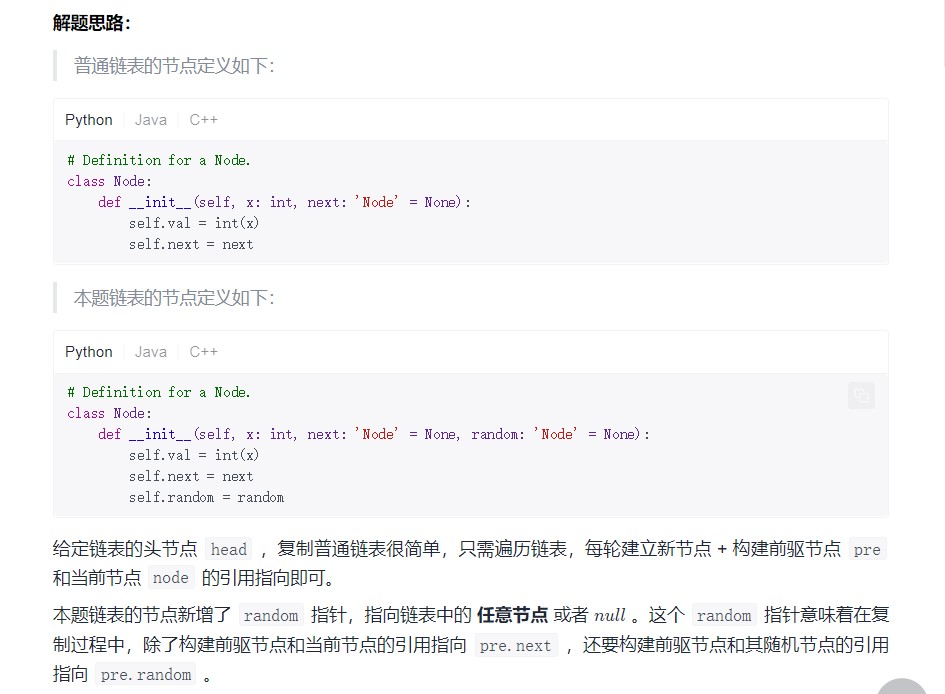 解题思路：
普通链表的节点定义如下：
Python Java C++
# Definition for a Node.
class Node:
    def __init__(self, x: int, next: 'Node' = None):
        self.val = int(x)
        self.next = next
本题链表的节点定义如下：
Python Java C++
# Definition for a Node.
class Node:
    def __init__(self, x: int, next: 'Node' = None, random: 'Node' = None):
        self.val = int(x)
        self.next = next
        self.random = random
给定链表的头节点 head ，复制普通链表很简单，只需遍历链表，每轮建立新节点 + 构建前驱节点 pre
和当前节点 node 的引用指向即可。
本题链表的节点新增了 random 指针，指向链表中的 任意节点 或者 null 。这个 random 指针意味着在复
制过程中，除了构建前驱节点和当前节点的引用指向 pre.next ，还要构建前驱节点和其随机节点的引用
指向 pre.random 。